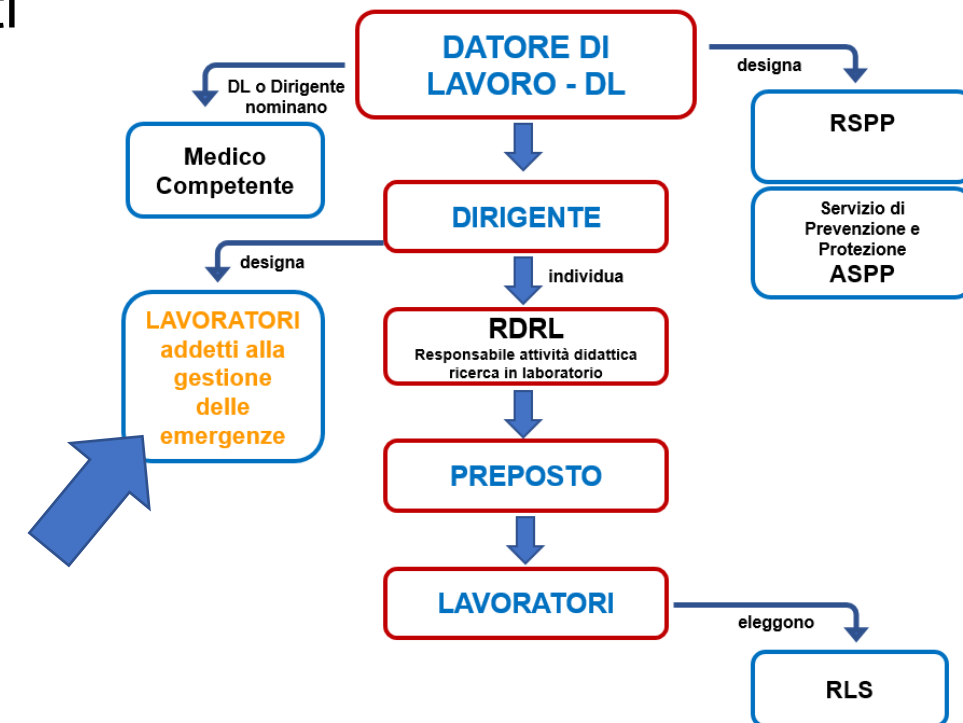 DATORE DI
LAVORO - DL
designa
DL o Dirigente
nominano
RSPP
Medico
Competente
DIRIGENTE
Servizio di
Prevenzione e
Protezione
ASPP
designa
individua
LAVORATORI
addetti alla
gestione
delle
emergenze
RDRL
Responsabile attività didattica
ricerca in laboratorio
PREPOSTO
LAVORATORI
eleggono
RLS